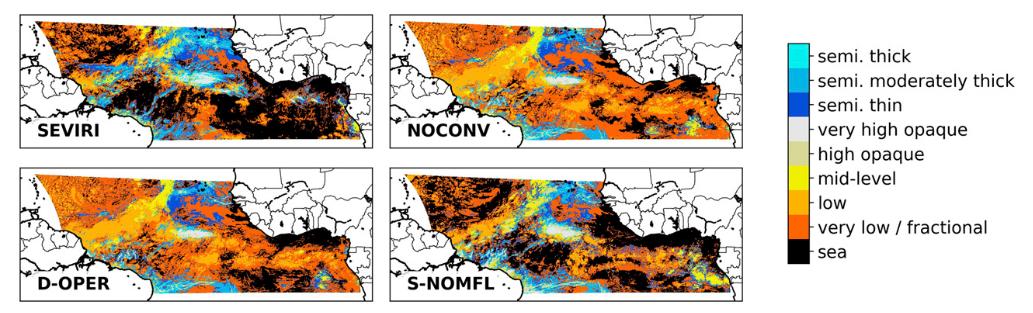 SEVIRI
NOCONV
D-OPER
S-NOMFL
semi. thick
semi. moderately thick
semi. thin
very high opaque
high opaque
mid-level
low
very low / fractional
sea